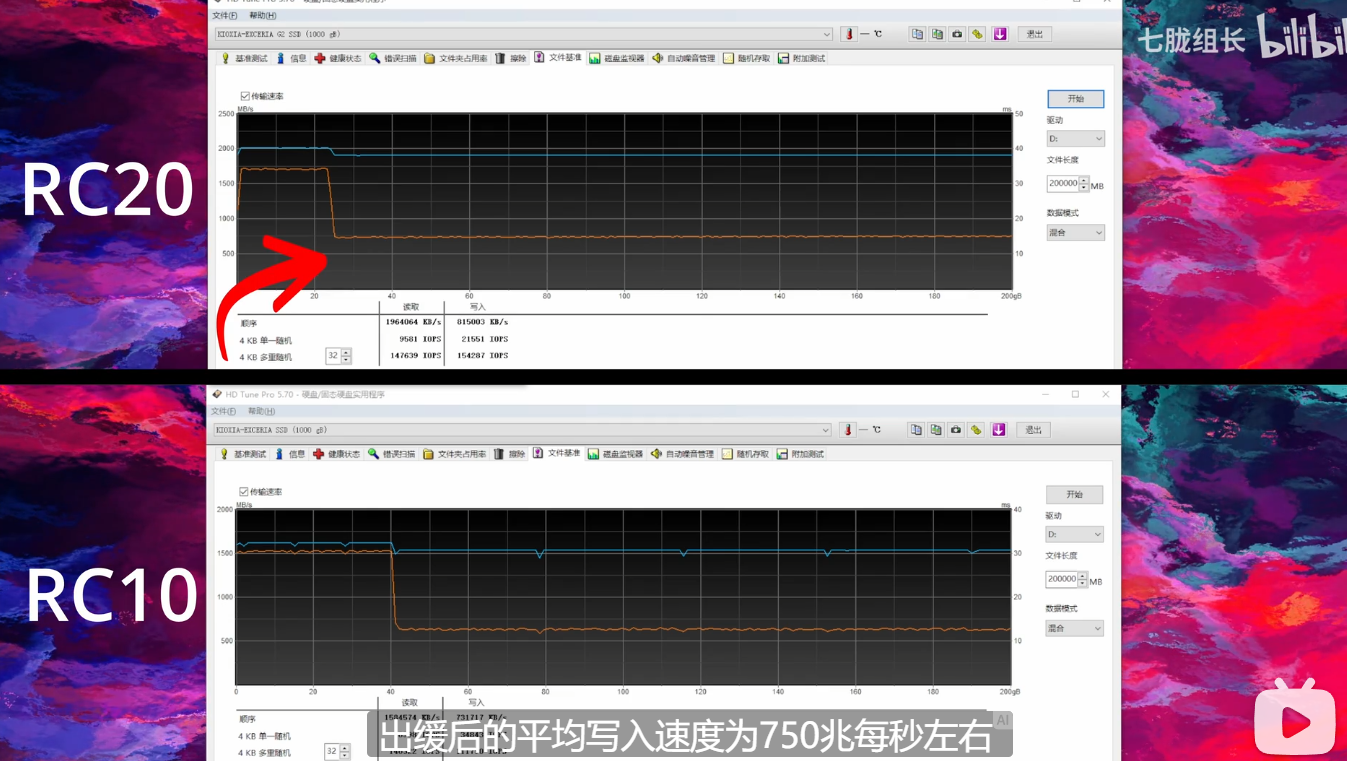 文件(F) 帮助(H)
KIOXIA-EXCERIA G2 SSD (1000 gB)
— ℃
退出
七胧组长 bilibili
基准测试 信息 健康状态 错误扫描 文件夹占用率 擦除 文件基准 磁盘监视器 自动噪音管理 随机存取 附加测试
传输速率
MB/s
ms
2500
2000
1500
1000
500
50
40
30
20
10
20 40 60 80 100 120 140 160 180 200gB
开始
驱动
D:
文件长度
200000 MB
数据模式
混合
RC20
读取 写入
顺序 1964064 KB/s 815003 KB/s
4 KB 单一随机 9581 IOPS 21551 IOPS
4 KB 多重随机 32 147639 IOPS 154287 IOPS
HD Tune Pro 5.70 - 硬盘/固态硬盘实用程序
文件(F) 帮助(H)
KIOXIA-EXCERIA SSD (1000 gB)
— ℃
退出
基准测试 信息 健康状态 错误扫描 文件夹占用率 擦除 文件基准 磁盘监视器 自动噪音管理 随机存取 附加测试
传输速率
MB/s
ms
2000
1500
1000
500
40
30
20
10
0 20 40 60 80 100 120 140 160 180 200gB
开始
驱动
D:
文件长度
200000 MB
数据模式
混合
RC10
读取 写入
顺序
4 KB 单一随机
4 KB 多重随机 32
AI
出缓后的平均写入速度为750兆每秒左右